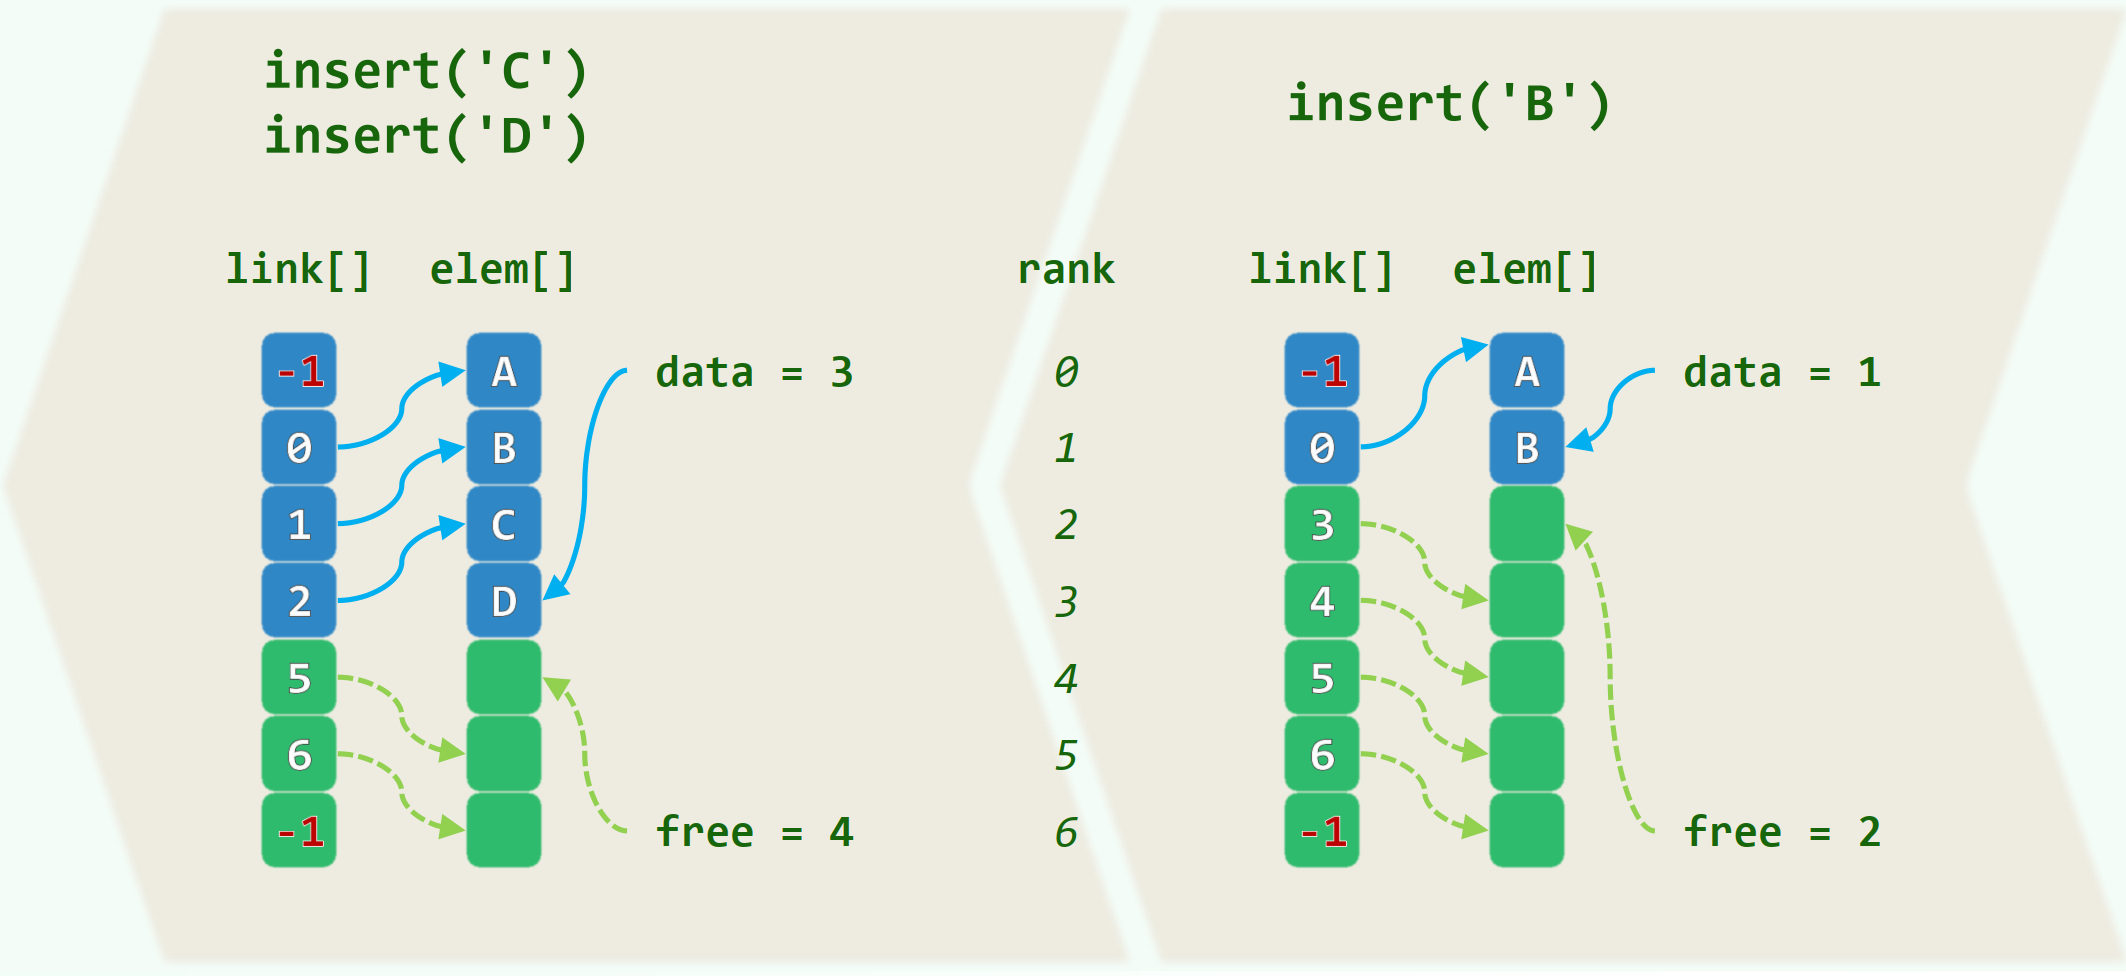 insert('C')
insert('D')
insert('B')
link[] elem[] rank link[] elem[]
-1 A data = 3 0 -1 A data = 1
0 B 1 0 B
1 C 2 3
2 D 3 4
5 4 5
6 5 6
-1 free = 4 6 -1 free = 2